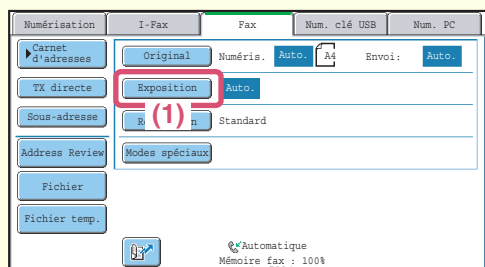 Numérisation I-Fax Fax Num. clé USB Num. PC
Carnet d'adresses
Original Numéris. Auto. A4 Envoi: Auto.
TX directe
Exposition Auto.
Sous-adresse
(1) Standard
Address Review
Modes spéciaux
Fichier
Fichier temp.
Automatique
Mémoire fax : 100%